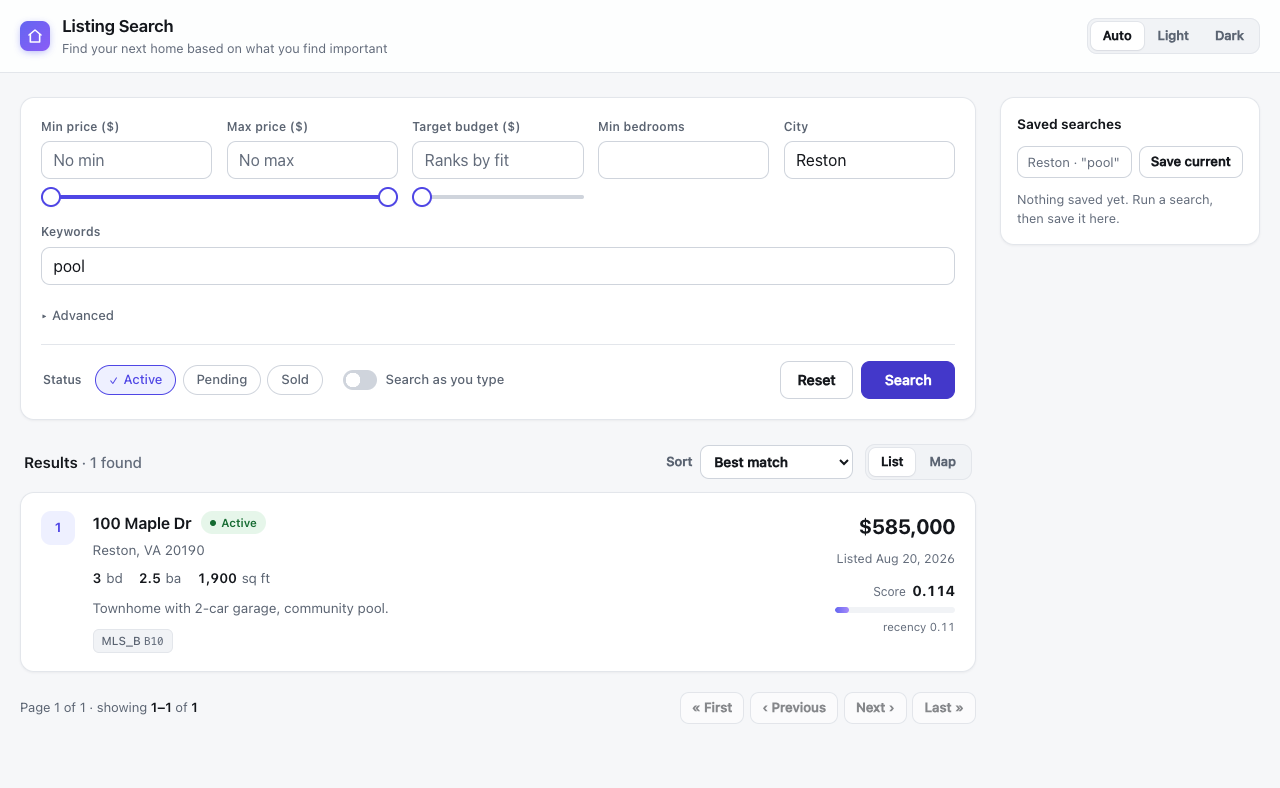 Listing Search
Find your next home based on what you find important
Auto Light Dark
Min price ($) Max price ($) Target budget ($) Min bedrooms City
No min No max Ranks by fit Reston
Keywords
pool
▸ Advanced
Status ✓ Active Pending Sold Search as you type Reset Search
Saved searches
Reston · "pool" Save current
Nothing saved yet. Run a search,
then save it here.
Results · 1 found Sort Best match List Map
1 100 Maple Dr ● Active $585,000
Reston, VA 20190 Listed Aug 20, 2026
3 bd 2.5 ba 1,900 sq ft Score 0.114
Townhome with 2-car garage, community pool. recency 0.11
MLS_B B10
Page 1 of 1 · showing 1–1 of 1 « First ‹ Previous Next › Last »